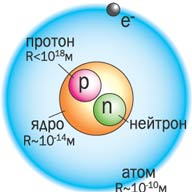 e-
протон
R<10¹⁸м
p
n
ядро
R~10⁻¹⁴м
нейтрон
атом
R~10⁻¹⁰м